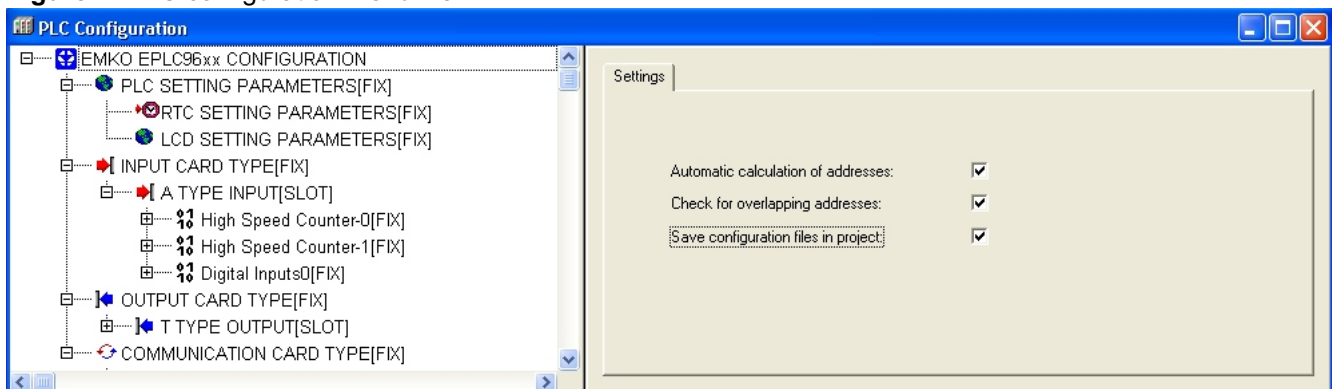 PLC Configuration
EMKO EPLC96xx CONFIGURATION
PLC SETTING PARAMETERS[FIX]
RTC SETTING PARAMETERS[FIX]
LCD SETTING PARAMETERS[FIX]
INPUT CARD TYPE[FIX]
A TYPE INPUT[SLOT]
High Speed Counter-0[FIX]
High Speed Counter-1[FIX]
Digital Inputs0[FIX]
OUTPUT CARD TYPE[FIX]
T TYPE OUTPUT[SLOT]
COMMUNICATION CARD TYPE[FIX]
Settings
Automatic calculation of addresses:
Check for overlapping addresses:
Save configuration files in project: